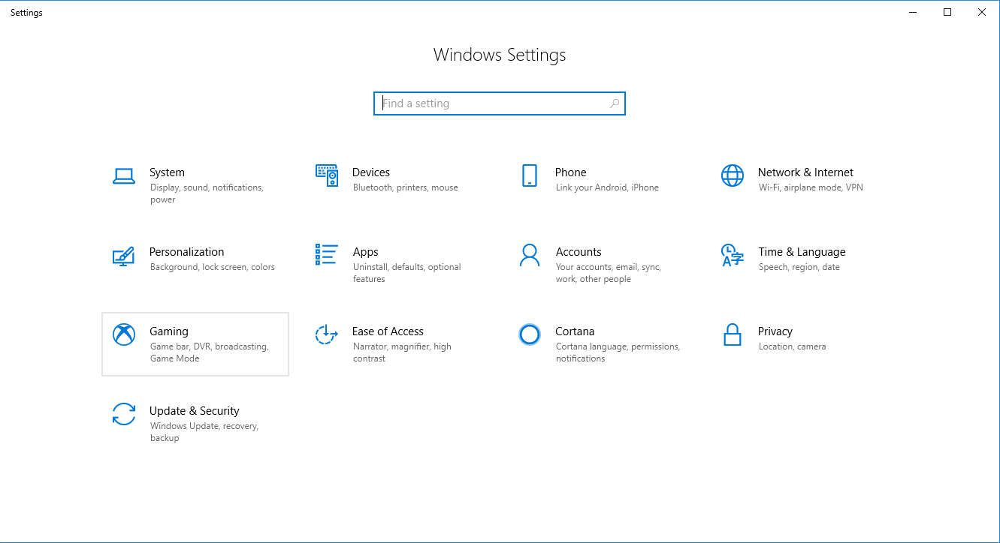 Settings
Windows Settings
Find a setting
System
Display, sound, notifications,
power
Devices
Bluetooth, printers, mouse
Phone
Link your Android, iPhone
Network & Internet
Wi-Fi, airplane mode, VPN
Personalization
Background, lock screen, colors
Apps
Uninstall, defaults, optional
features
Accounts
Your accounts, email, sync,
work, other people
Time & Language
Speech, region, date
Gaming
Game bar, DVR, broadcasting,
Game Mode
Ease of Access
Narrator, magnifier, high
contrast
Cortana
Cortana language, permissions,
notifications
Privacy
Location, camera
Update & Security
Windows Update, recovery,
backup